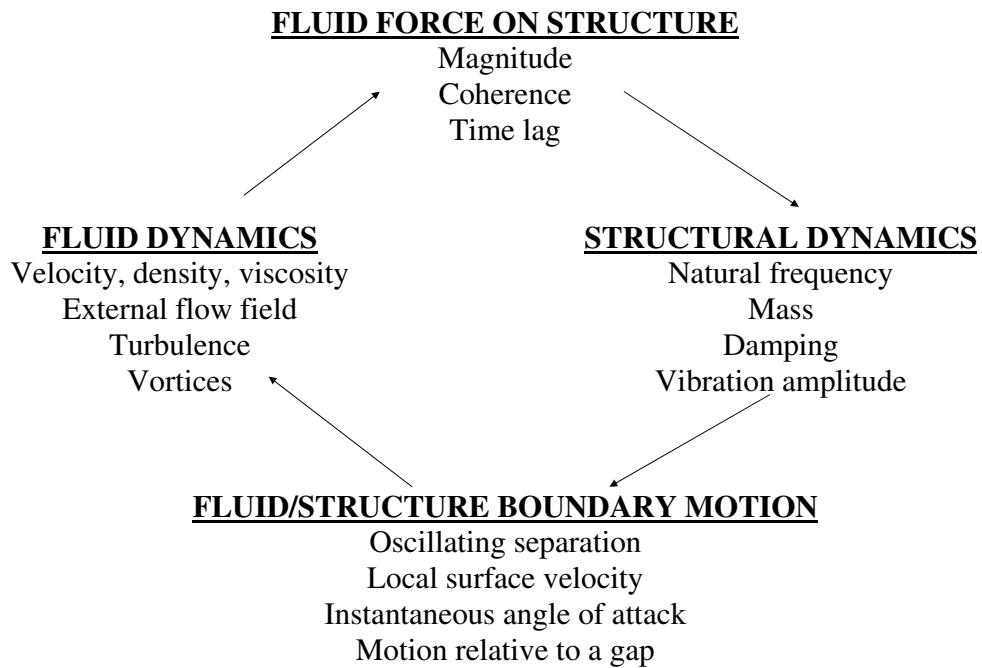 FLUID FORCE ON STRUCTURE
Magnitude
Coherence
Time lag
FLUID DYNAMICS
Velocity, density, viscosity
External flow field
Turbulence
Vortices
STRUCTURAL DYNAMICS
Natural frequency
Mass
Damping
Vibration amplitude
FLUID/STRUCTURE BOUNDARY MOTION
Oscillating separation
Local surface velocity
Instantaneous angle of attack
Motion relative to a gap